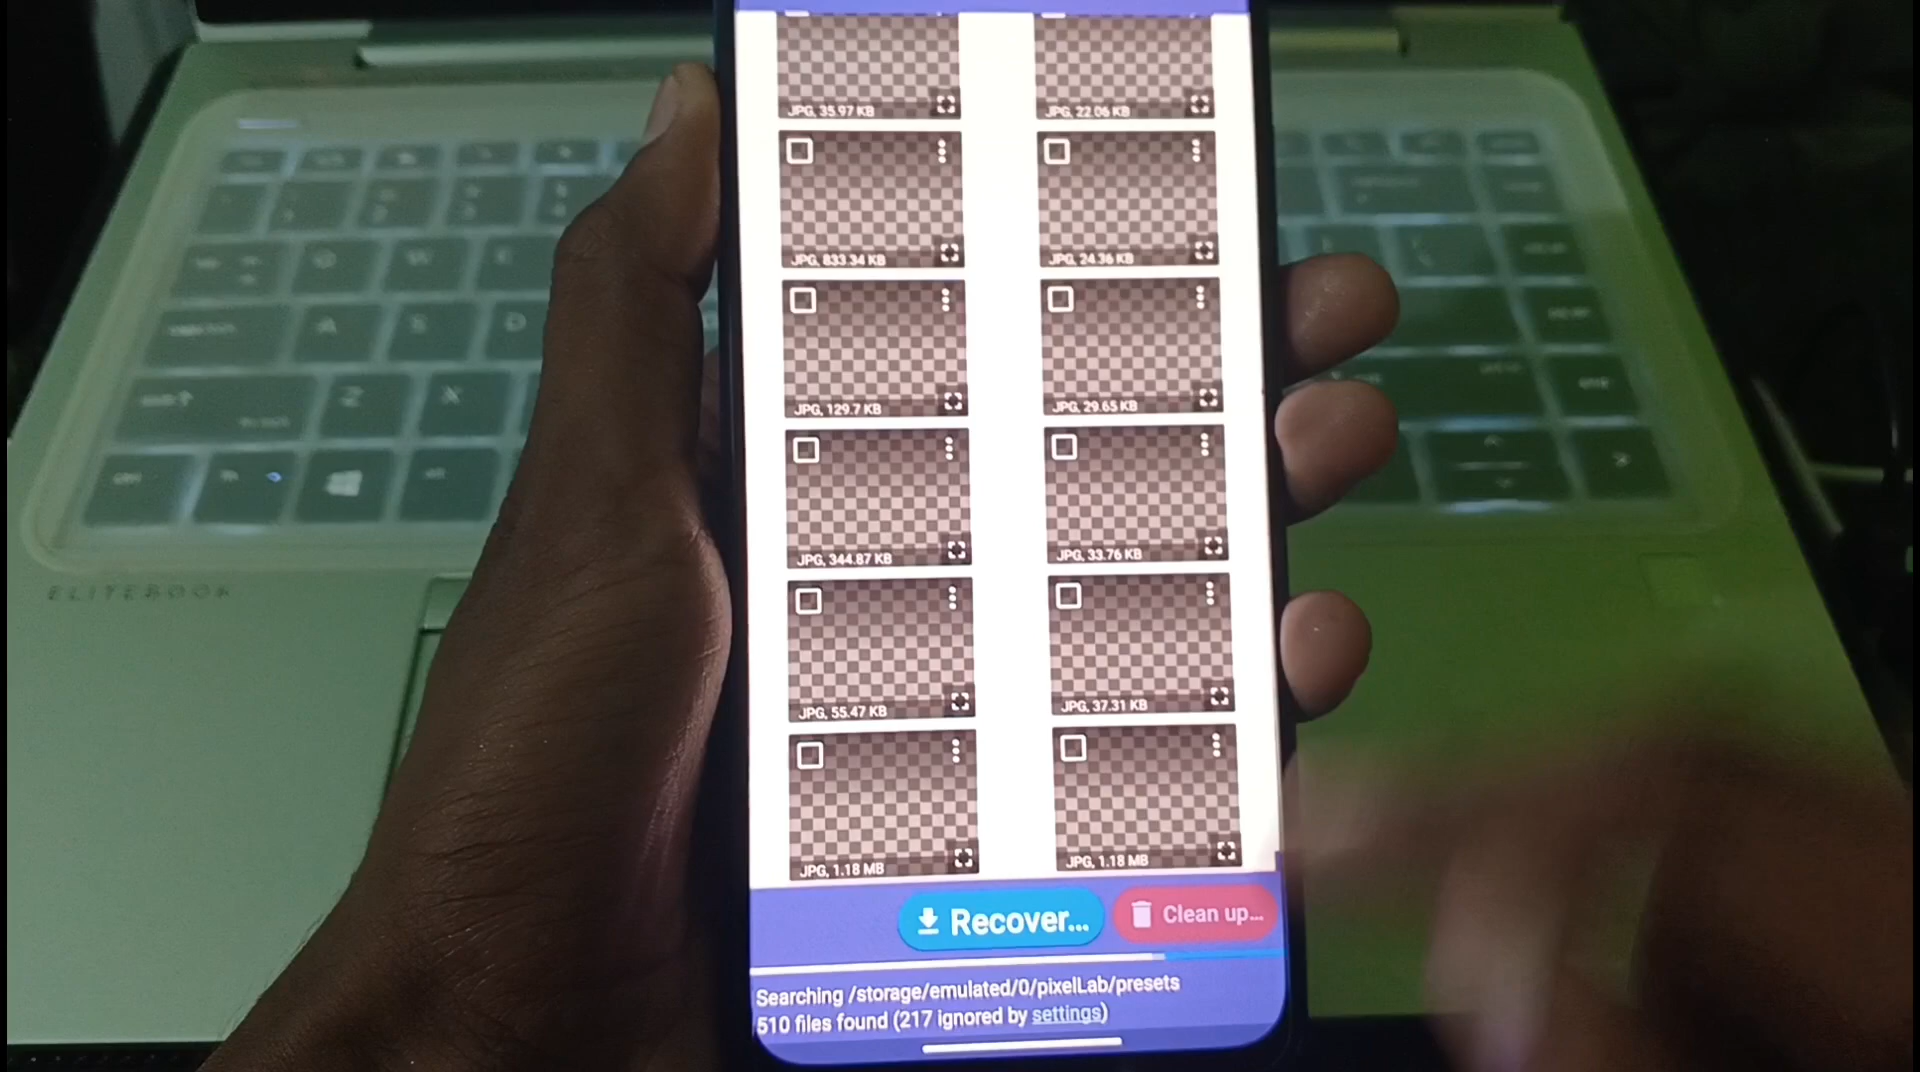 JPG, 35.97 KB
JPG, 22.06 KB
JPG, 833.34 KB
JPG, 24.36 KB
JPG, 129.7 KB
JPG, 29.65 KB
JPG, 344.87 KB
JPG, 33.76 KB
JPG, 55.47 KB
JPG, 37.31 KB
JPG, 1.18 MB
JPG, 1.18 MB
Recover...
Clean up...
Searching /storage/emulated/0/pixelLab/presets
510 files found (217 ignored by settings)
Q
W
E
A
S
D
Z
X
ELITEBOOK